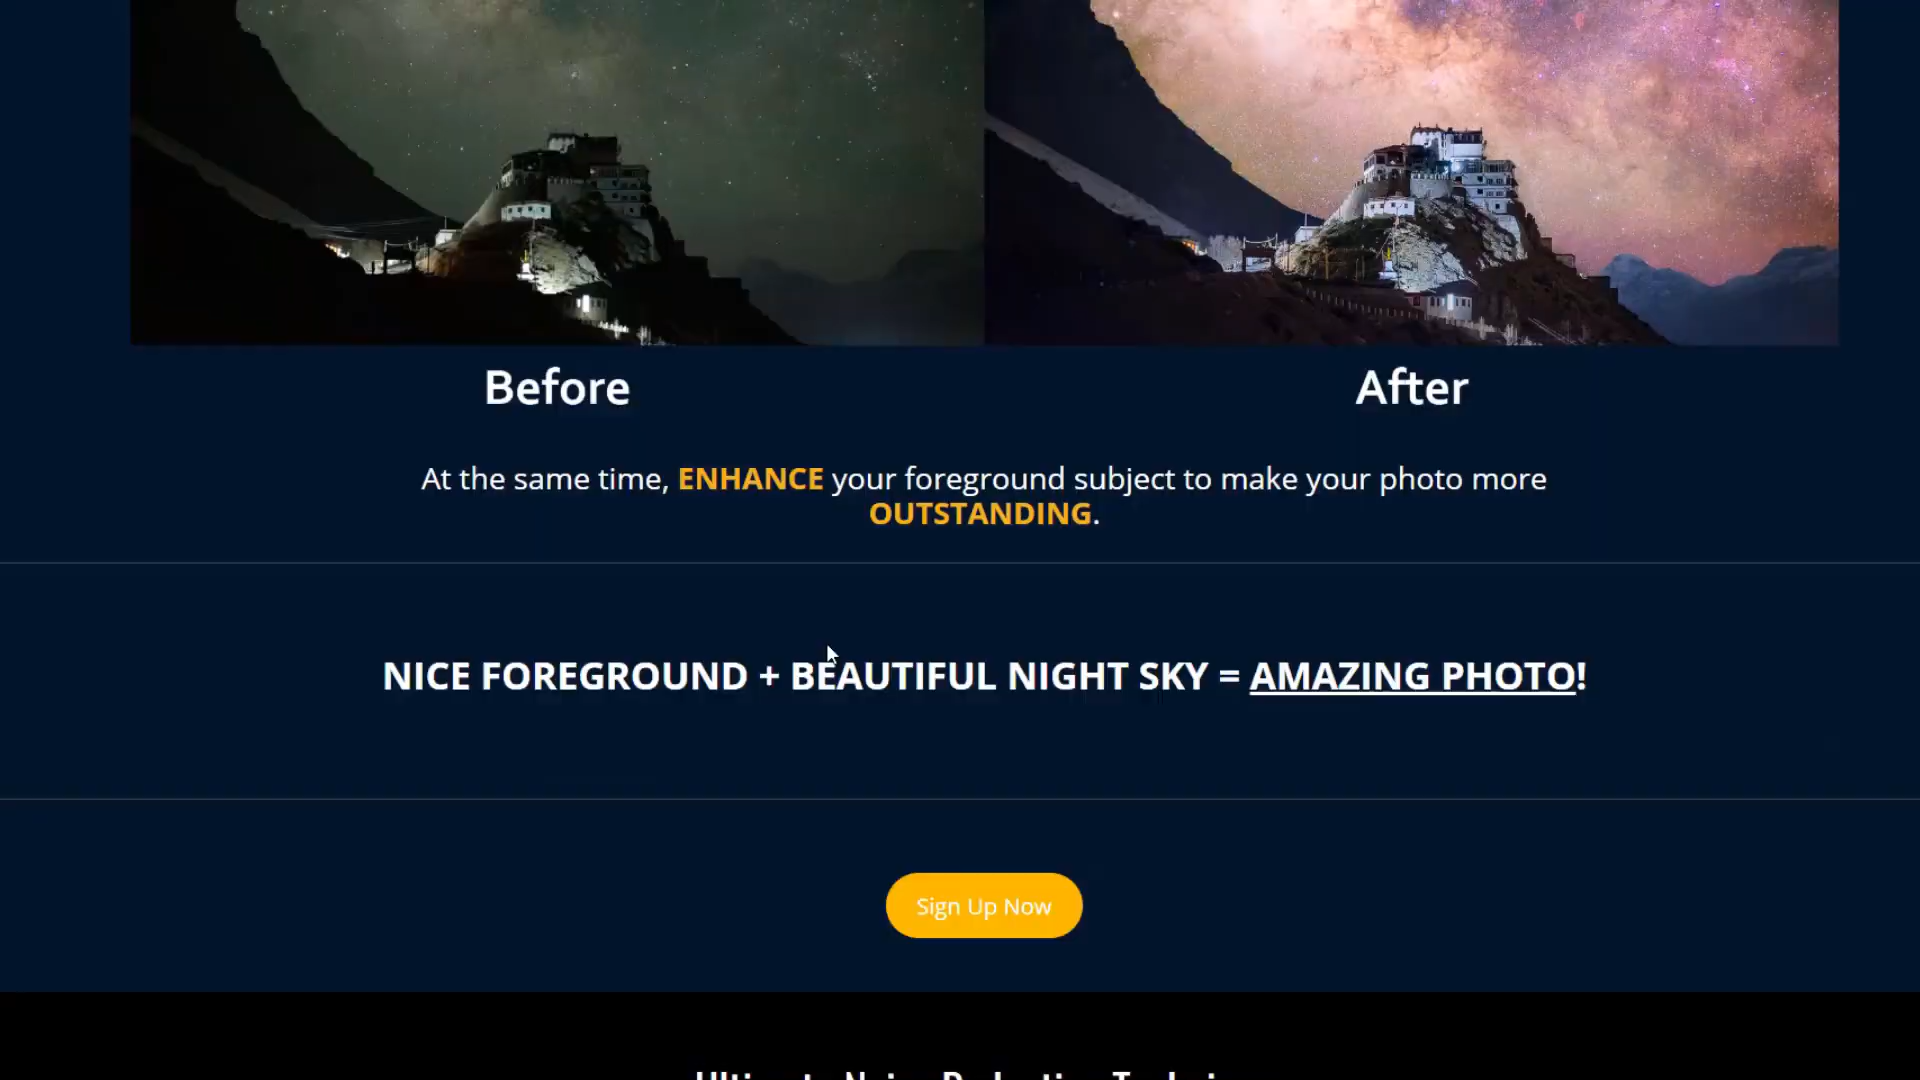 Before
After
At the same time, ENHANCE your foreground subject to make your photo more
OUTSTANDING.
NICE FOREGROUND + BEAUTIFUL NIGHT SKY = AMAZING PHOTO!
Sign Up Now